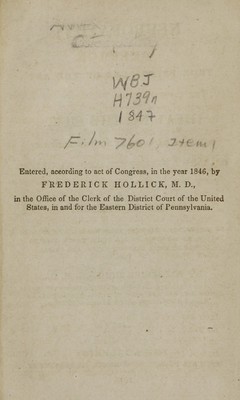 WBJ
H739n
1847
Film 7601, item 1
Entered, according to act of Congress, in the year 1846, by
FREDERICK HOLLICK, M. D.,
in the Office of the Clerk of the District Court of the United
States, in and for the Eastern District of Pennsylvania.